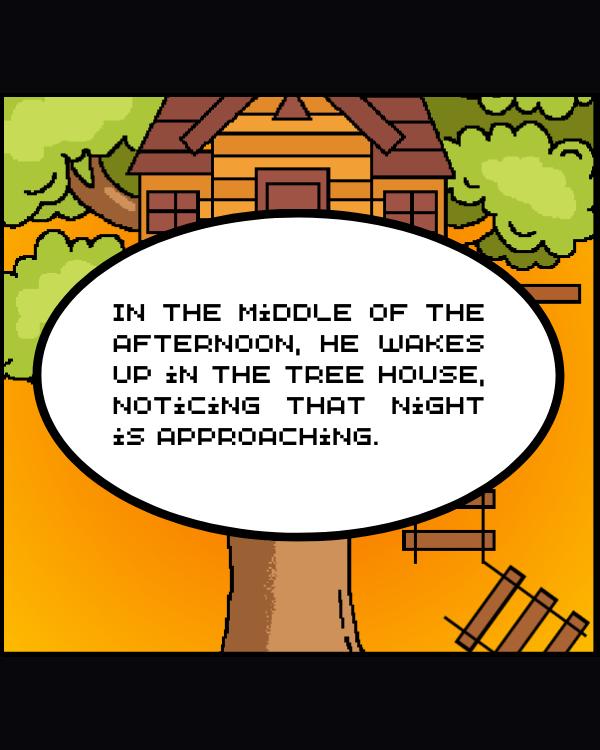 IN THE MiDDLE OF THE
AFTERNOON, HE WAKES
UP iN THE TREE HOUSE,
NOTiCiNG THAT NiGHT
iS APPROACHiNG.